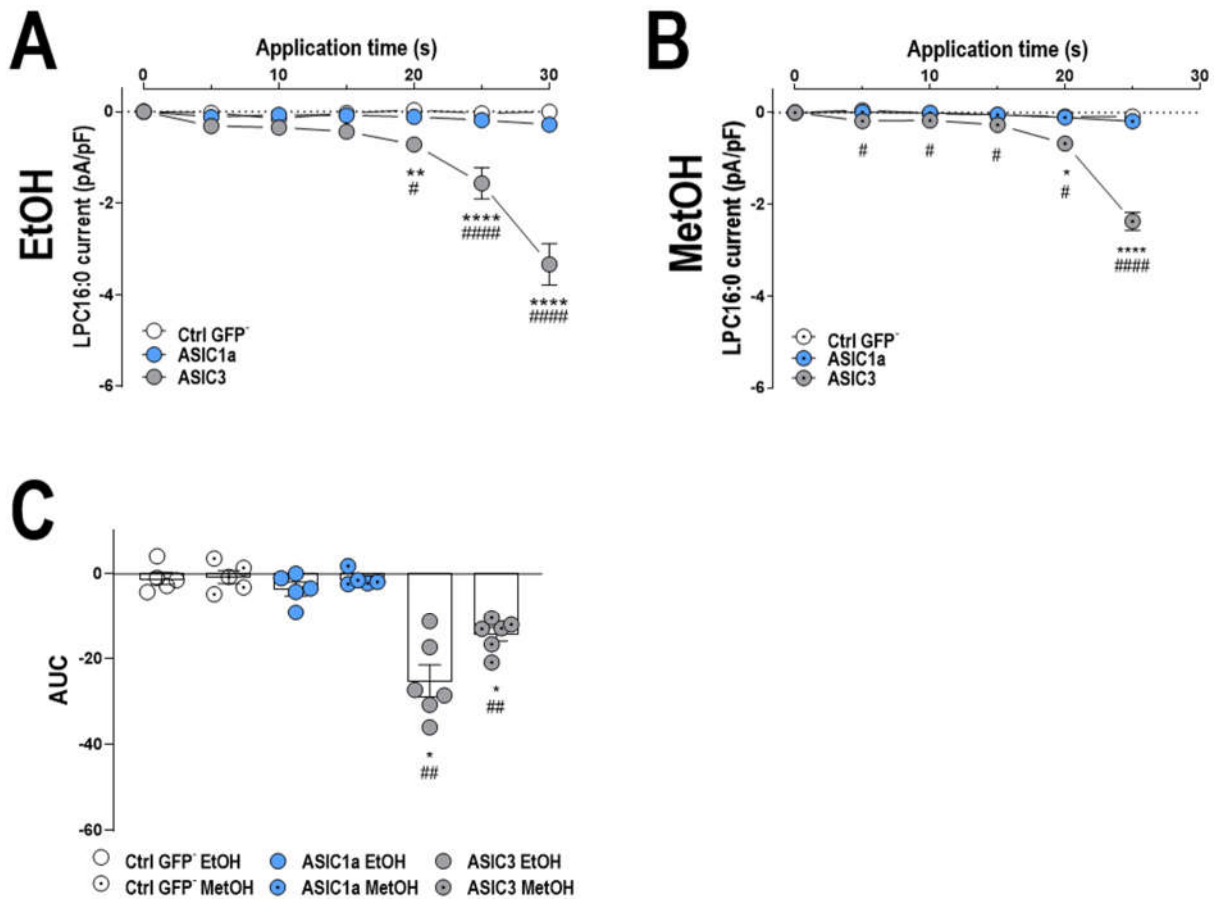 A
Application time (s)
0 10 20 30
EtOH
LPC16:0 current (pA/pF)
0
-2
-4
-6
**
#
****
####
****
####
Ctrl GFP-
ASIC1a
ASIC3
B
Application time (s)
0 10 20 30
MetOH
LPC16:0 current (pA/pF)
0
-2
-4
-6
# # #
*
#
****
####
Ctrl GFP-
ASIC1a
ASIC3
C
AUC
0
-20
-40
-60
*
##
*
##
Ctrl GFP- EtOH ASIC1a EtOH ASIC3 EtOH
Ctrl GFP- MetOH ASIC1a MetOH ASIC3 MetOH